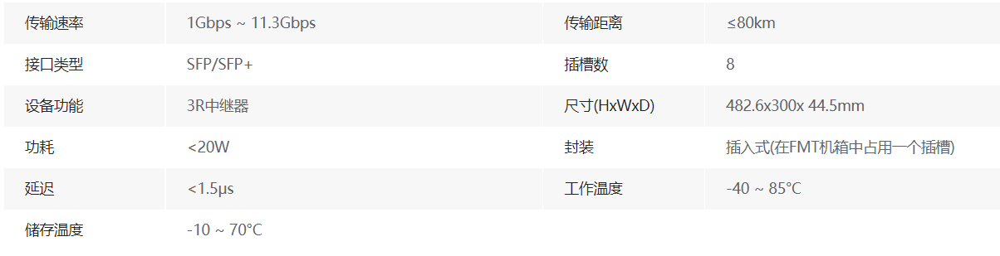 传输速率 1Gbps ~ 11.3Gbps 传输距离 ≤80km
接口类型 SFP/SFP+ 插槽数 8
设备功能 3R中继器 尺寸(HxWxD) 482.6x300x 44.5mm
功耗 <20W 封装 插入式(在FMT机箱中占用一个插槽)
延迟 <1.5μs 工作温度 -40 ~ 85°C
储存温度 -10 ~ 70°C